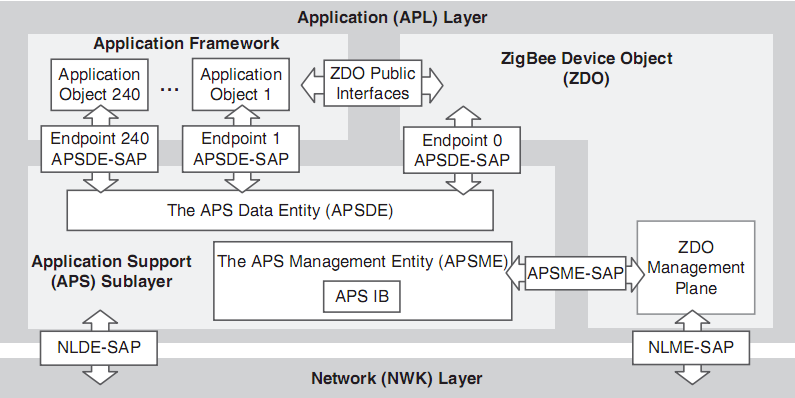 Application (APL) Layer
Application Framework
ZigBee Device Object
(ZDO)
Application
Object 240
...
Application
Object 1
ZDO Public
Interfaces
Endpoint 240
APSDE-SAP
Endpoint 1
APSDE-SAP
Endpoint 0
APSDE-SAP
The APS Data Entity (APSDE)
Application Support
(APS) Sublayer
The APS Management Entity (APSME)
APS IB
APSME-SAP
ZDO
Management
Plane
NLDE-SAP
NLME-SAP
Network (NWK) Layer